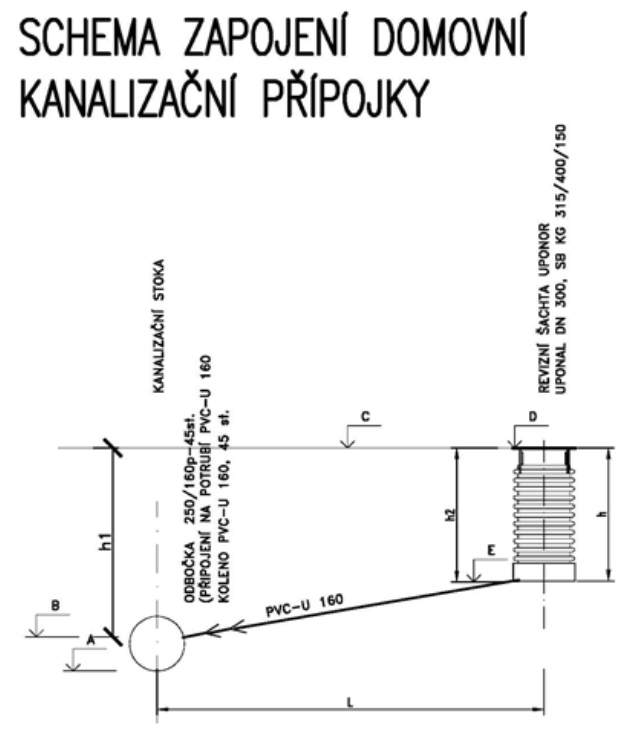 SCHEMA ZAPOJENÍ DOMOVNÍ
KANALIZAČNÍ PŘÍPOJKY
KANALIZAČNÍ STOKA
ODBOČKA 250/160p-45st.
(PŘIPOJENÍ NA POTRUBÍ PVC-U 160
KOLENO PVC-U 160, 45 st.
REVIZNÍ ŠACHTA UPONOR
UPONAL DN 300, SB KG 315/400/150
C
D
h1
h2
h
E
B
A
PVC-U 160
L